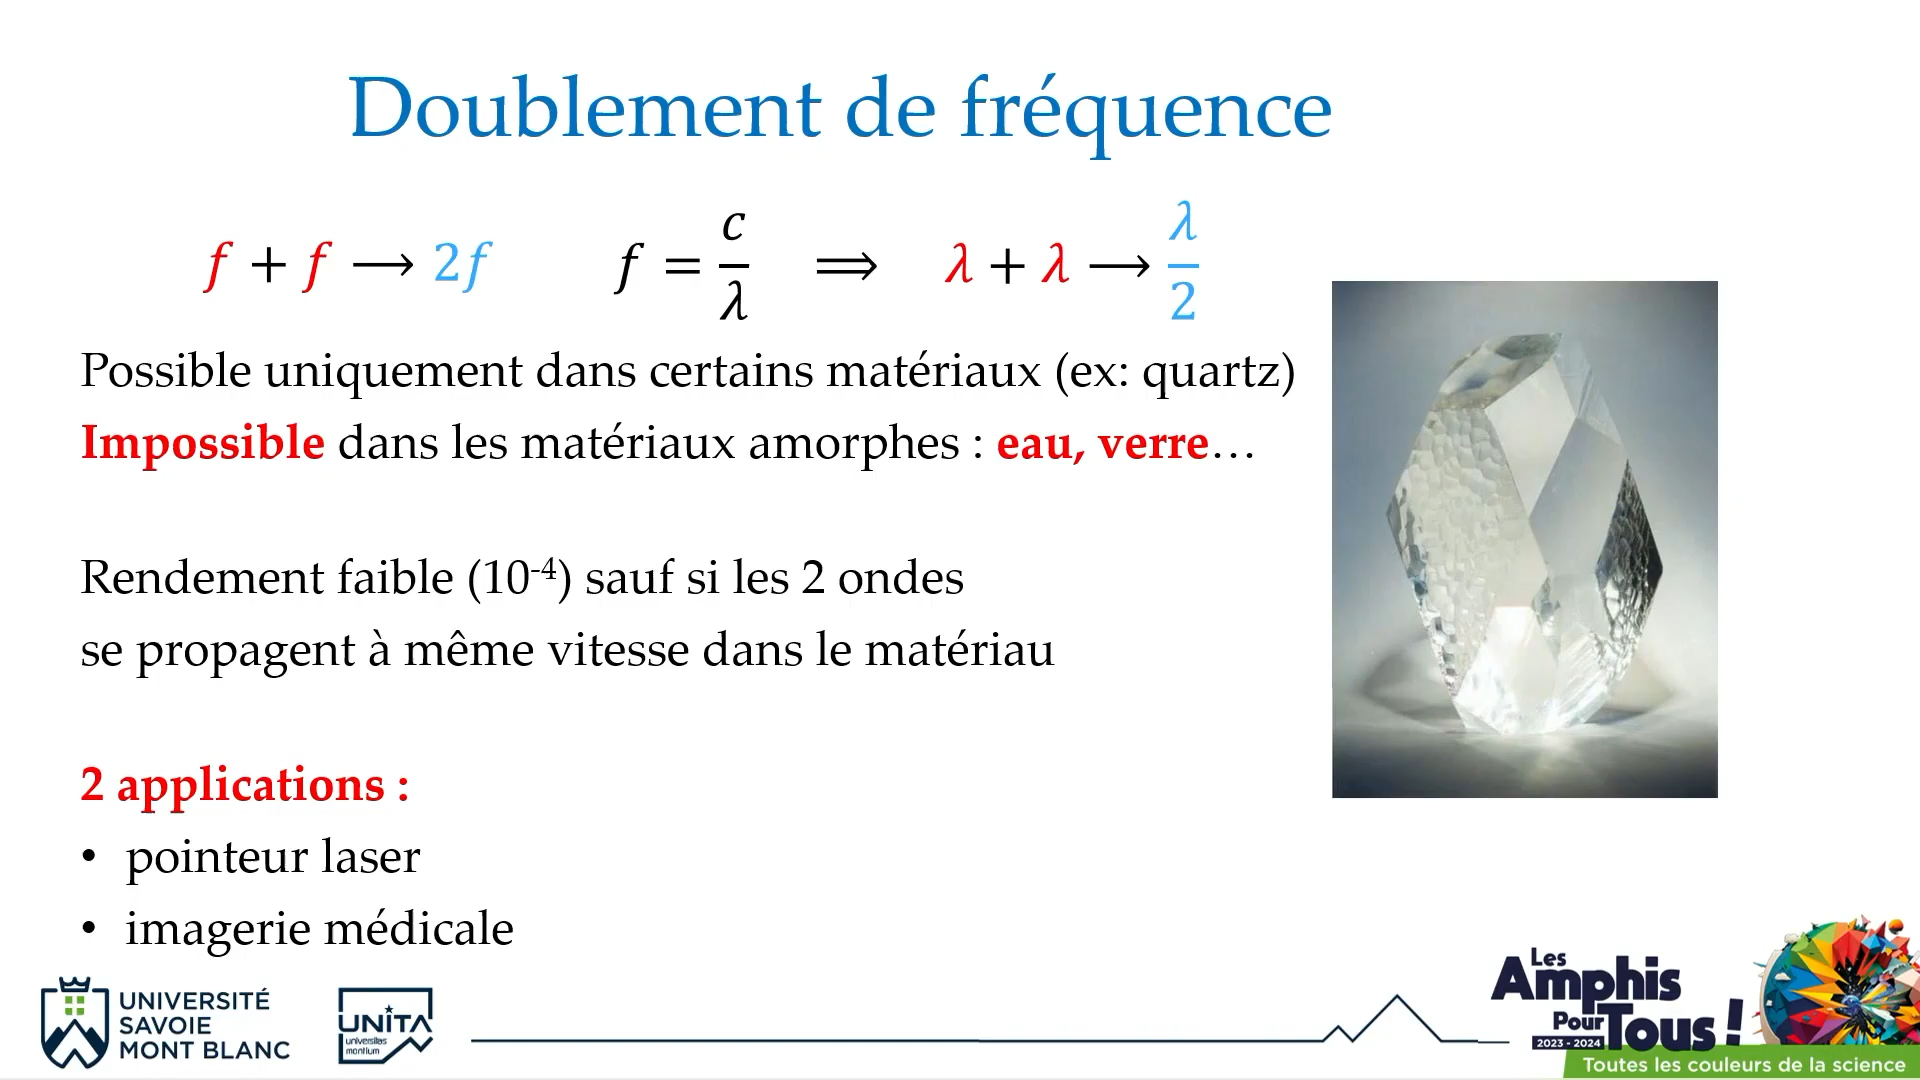 Doublement de fréquence
f + f ⟶ 2f    f = c/λ    ⟹    λ + λ ⟶ λ/2
Possible uniquement dans certains matériaux (ex: quartz)
Impossible dans les matériaux amorphes : eau, verre…
Rendement faible (10⁻⁴) sauf si les 2 ondes
se propagent à même vitesse dans le matériau
2 applications :
• pointeur laser
• imagerie médicale
UNIVERSITÉ
SAVOIE
MONT BLANC
UNITA
universitas
montium
Les
Amphis
Pour
Tous !
2023 - 2024
Toutes les couleurs de la science